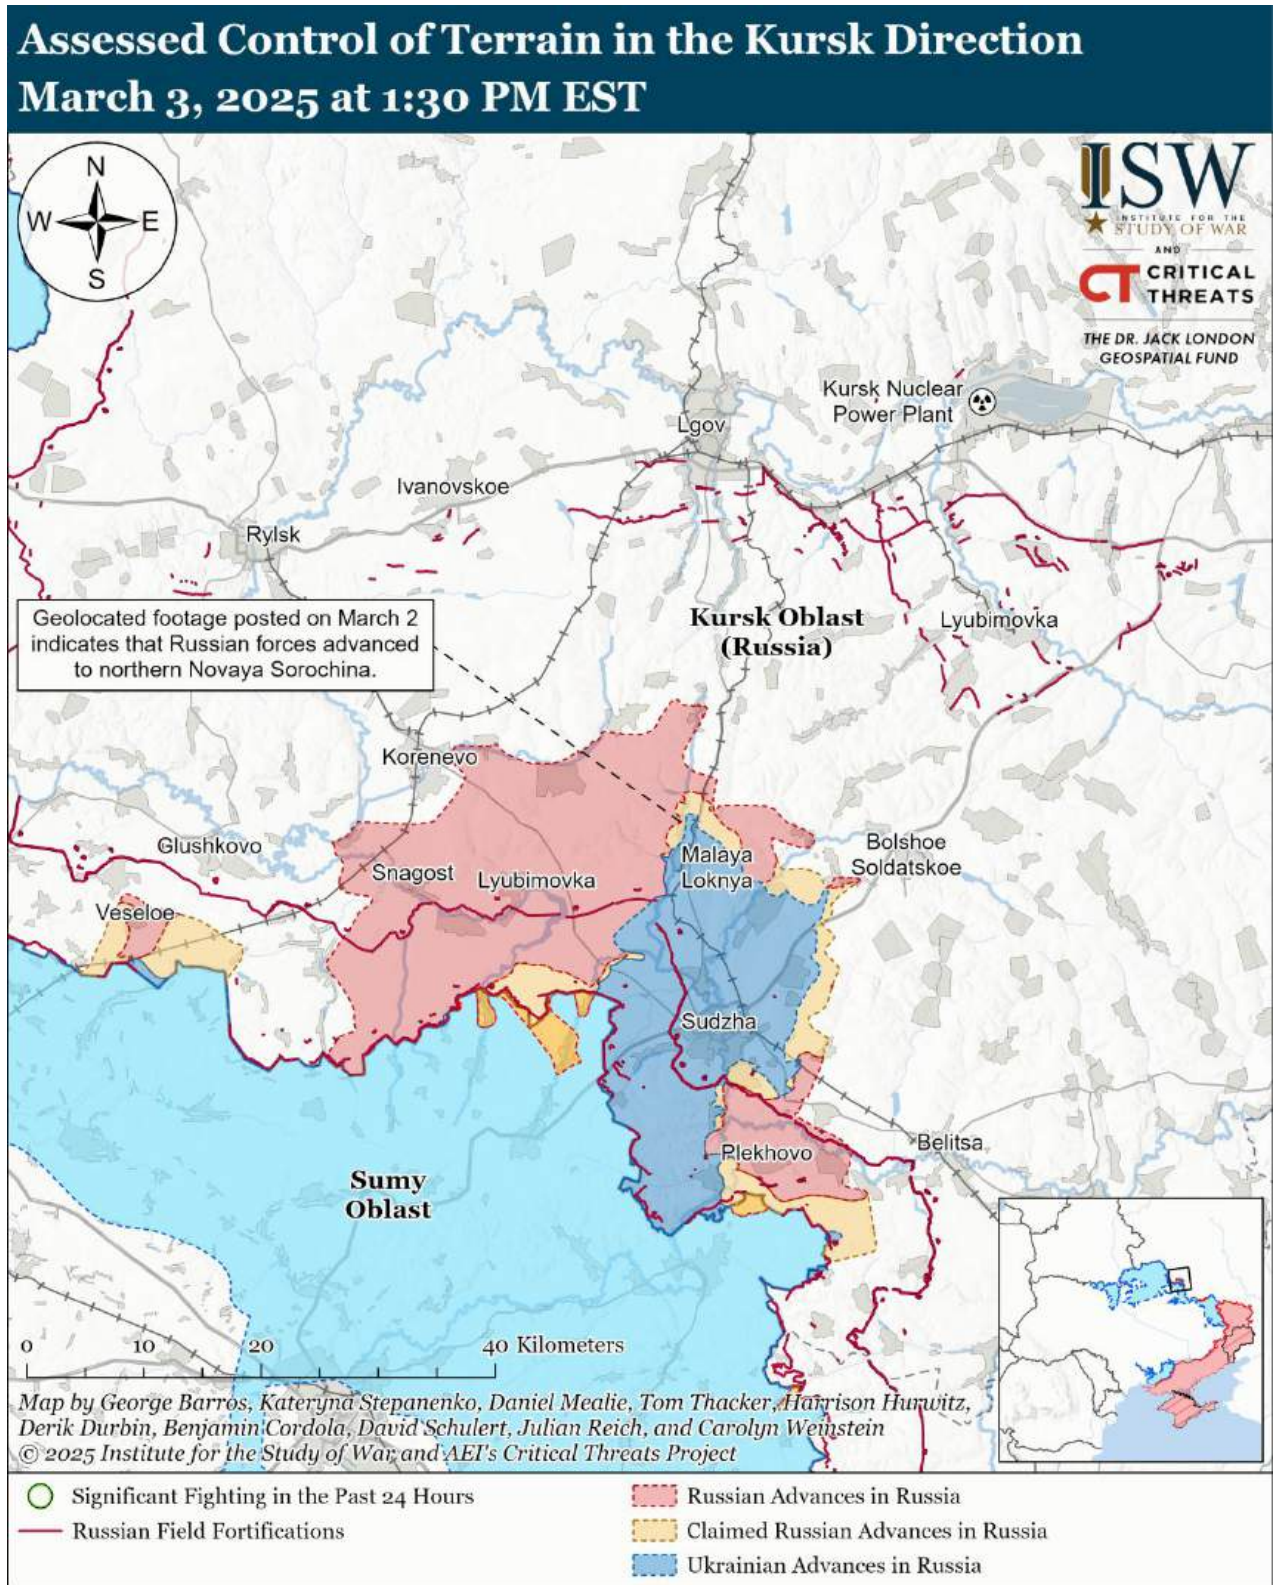 Assessed Control of Terrain in the Kursk Direction
March 3, 2025 at 1:30 PM EST
N
W
E
S
ISW
INSTITUTE FOR THE
STUDY OF WAR
AND
CT CRITICAL
THREATS
THE DR. JACK LONDON
GEOSPATIAL FUND
Kursk Nuclear
Power Plant
Lgov
Ivanovskoe
Rylsk
Geolocated footage posted on March 2
indicates that Russian forces advanced
to northern Novaya Sorochina.
Kursk Oblast
(Russia)
Lyubimovka
Korenevo
Glushkovo
Snagost
Lyubimovka
Malaya
Loknya
Bolshoe
Soldatskoe
Veseloe
Sudzha
Plekhovo
Belitsa
Sumy
Oblast
0 10 20 40 Kilometers
Map by George Barros, Kateryna Stepanenko, Daniel Mealie, Tom Thacker, Harrison Hurwitz,
Derik Durbin, Benjamin Cordola, David Schulert, Julian Reich, and Carolyn Weinstein
© 2025 Institute for the Study of War and AEI's Critical Threats Project
Significant Fighting in the Past 24 Hours
Russian Field Fortifications
Russian Advances in Russia
Claimed Russian Advances in Russia
Ukrainian Advances in Russia